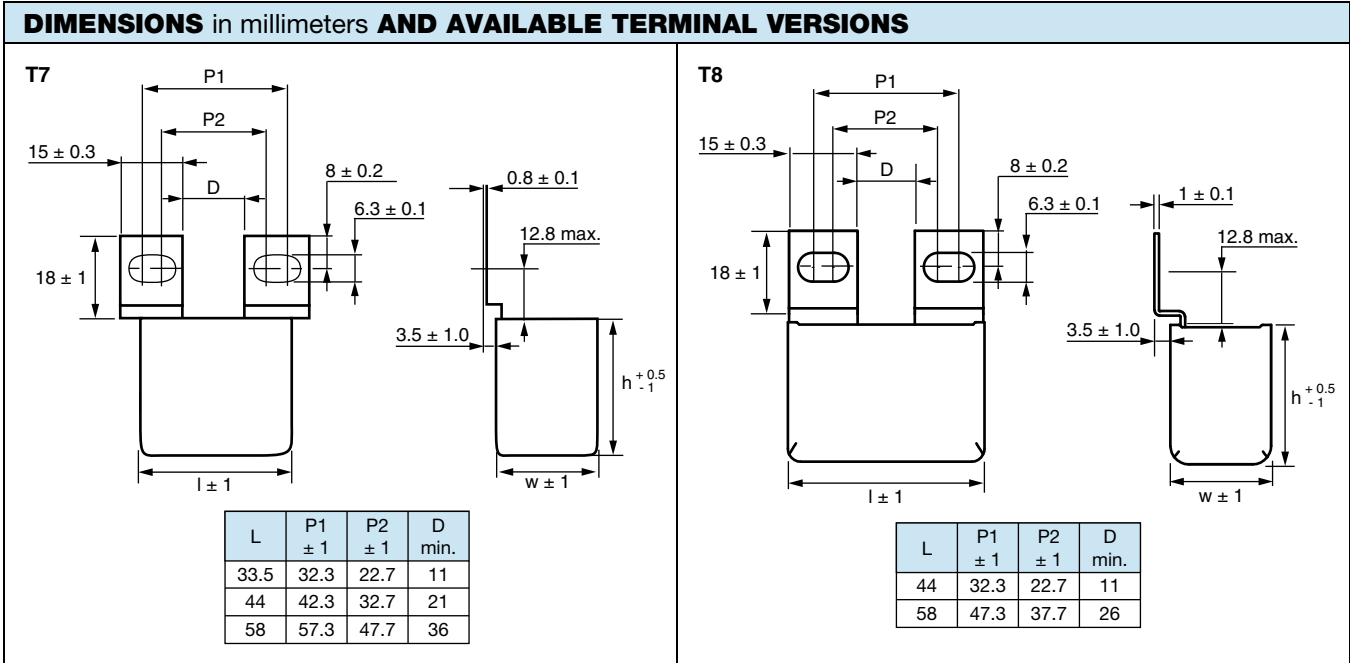 DIMENSIONS in millimeters AND AVAILABLE TERMINAL VERSIONS
T7
P1
P2
15 ± 0.3
D
8 ± 0.2
6.3 ± 0.1
18 ± 1
0.8 ± 0.1
12.8 max.
3.5 ± 1.0
h + 0.5 - 1
l ± 1
w ± 1
L P1 ± 1 P2 ± 1 D min.
33.5 32.3 22.7 11
44 42.3 32.7 21
58 57.3 47.7 36
T8
P1
P2
15 ± 0.3
D
8 ± 0.2
6.3 ± 0.1
18 ± 1
1 ± 0.1
12.8 max.
3.5 ± 1.0
h + 0.5 - 1
l ± 1
w ± 1
L P1 ± 1 P2 ± 1 D min.
44 32.3 22.7 11
58 47.3 37.7 26